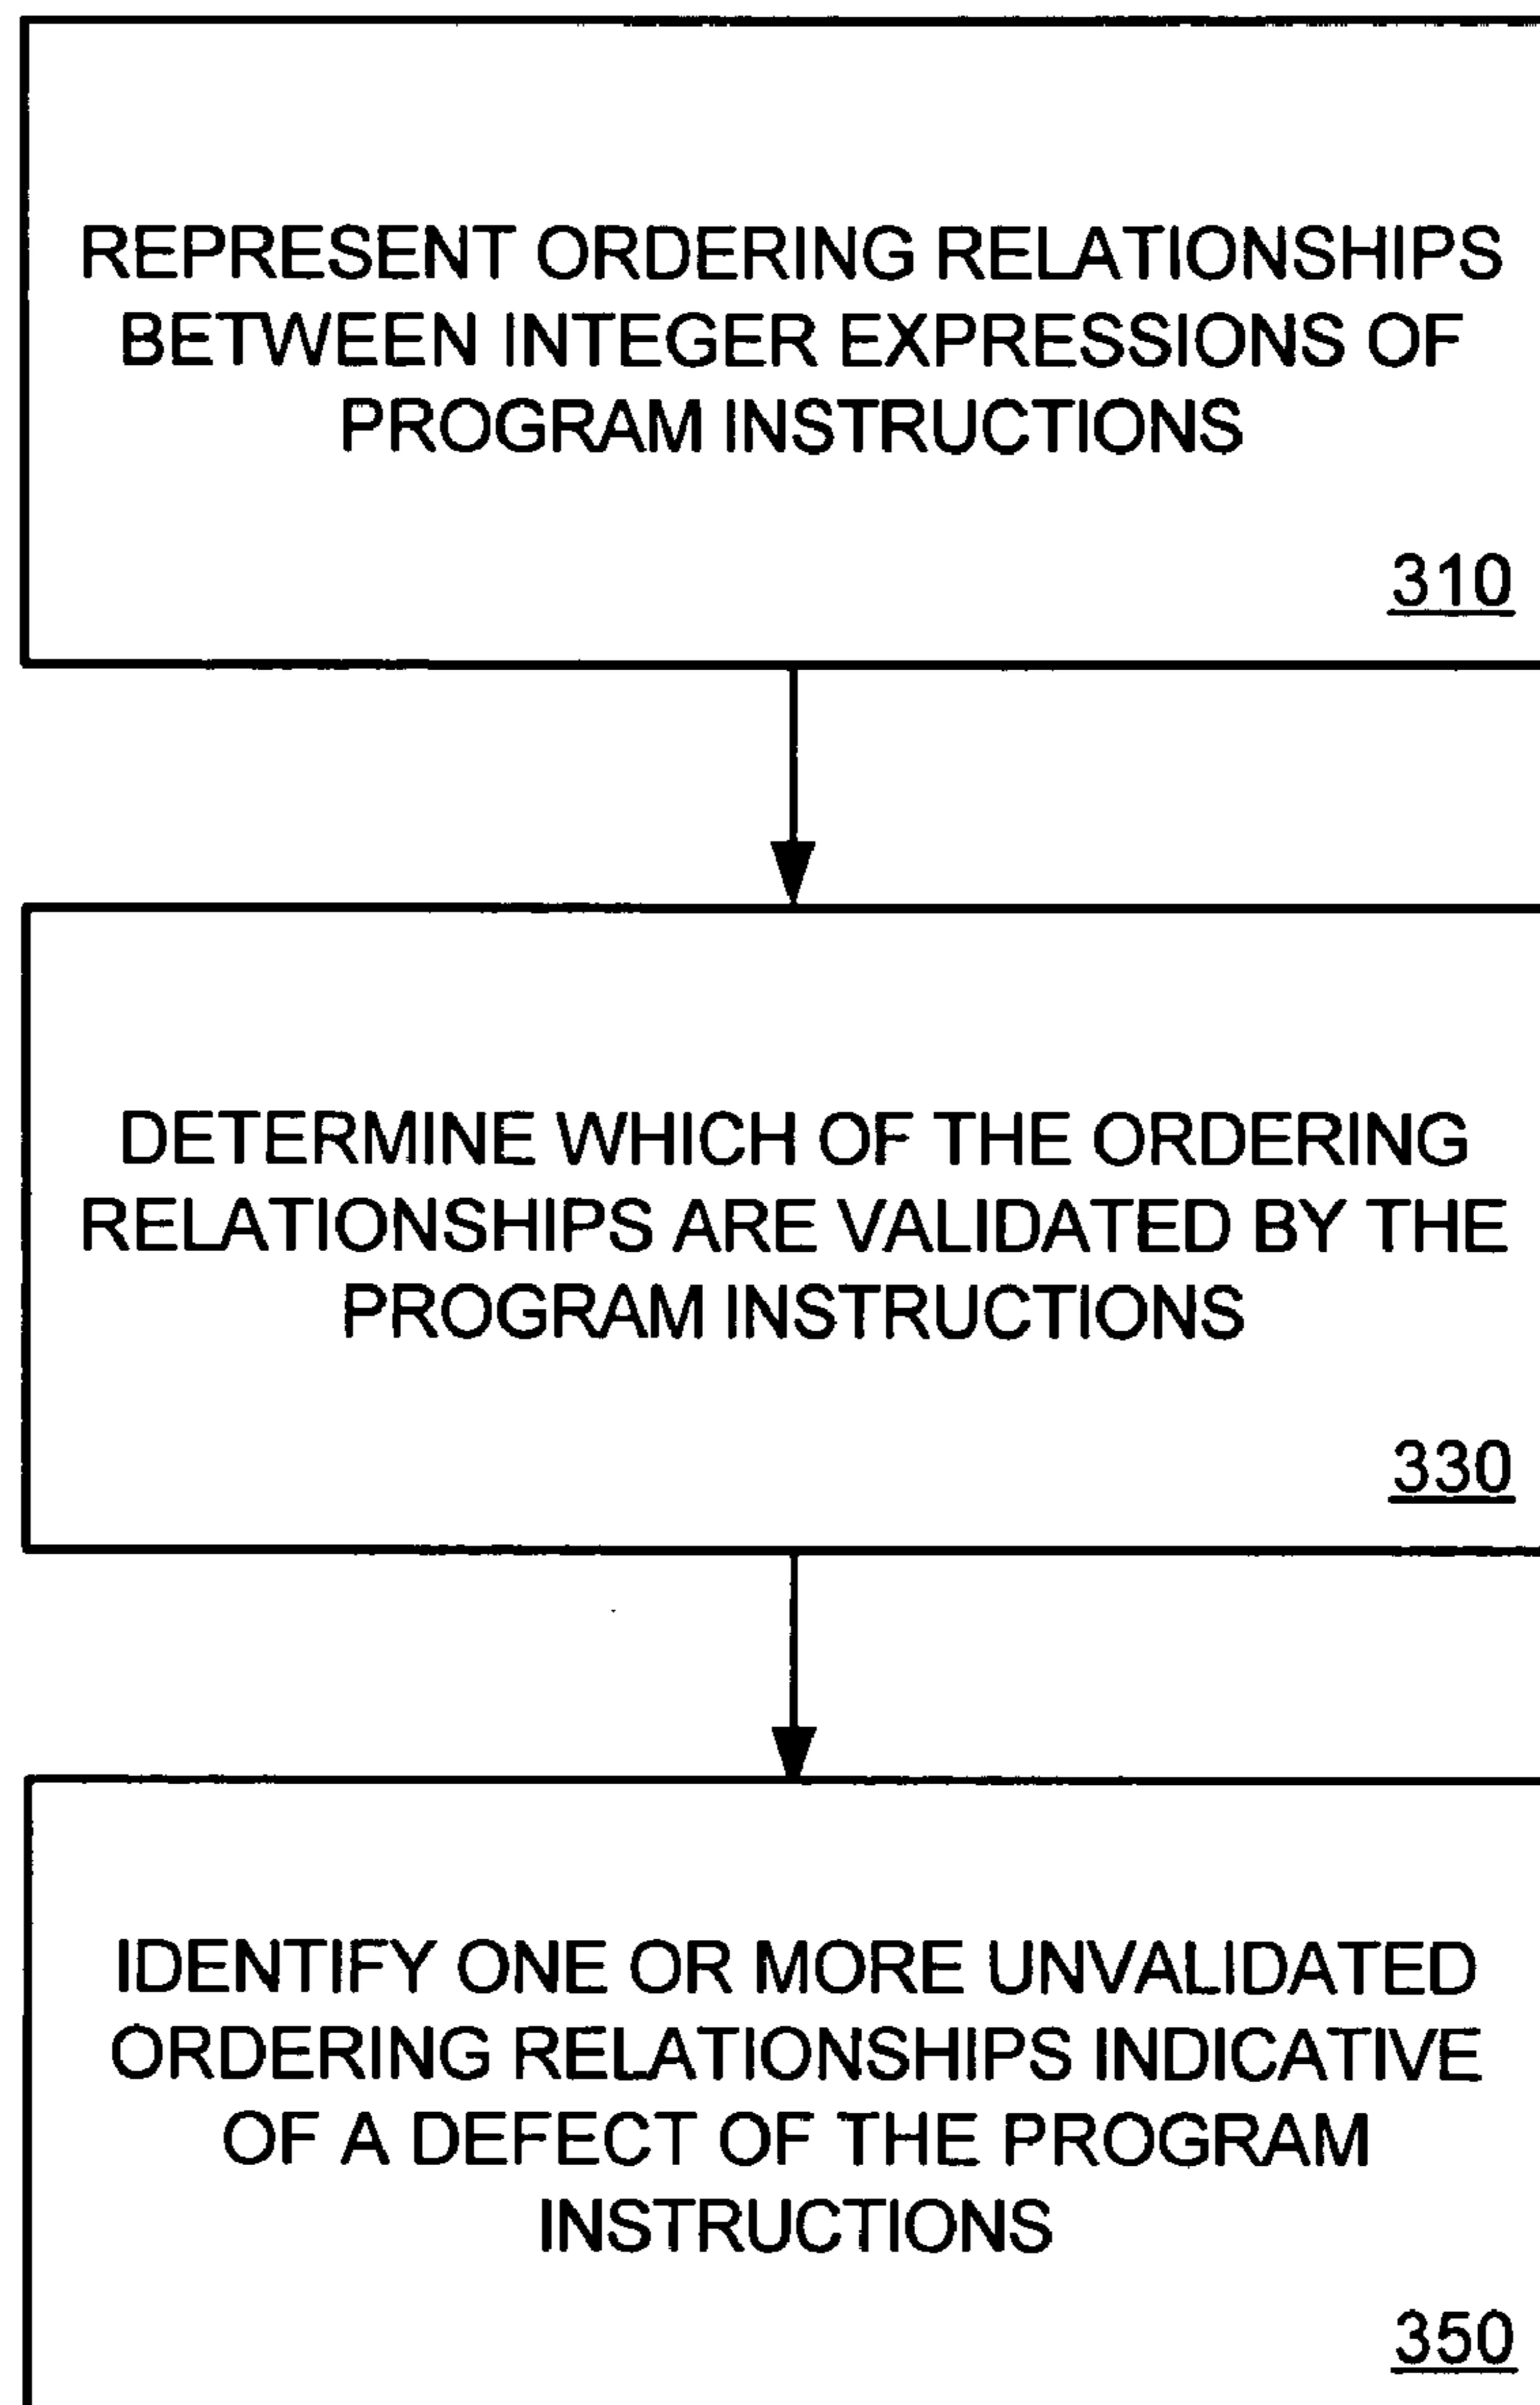 REPRESENT ORDERING RELATIONSHIPS
BETWEEN INTEGER EXPRESSIONS OF
PROGRAM INSTRUCTIONS
310
DETERMINE WHICH OF THE ORDERING
RELATIONSHIPS ARE VALIDATED BY THE
PROGRAM INSTRUCTIONS
330
IDENTIFY ONE OR MORE UNVALIDATED
ORDERING RELATIONSHIPS INDICATIVE
OF A DEFECT OF THE PROGRAM
INSTRUCTIONS
350